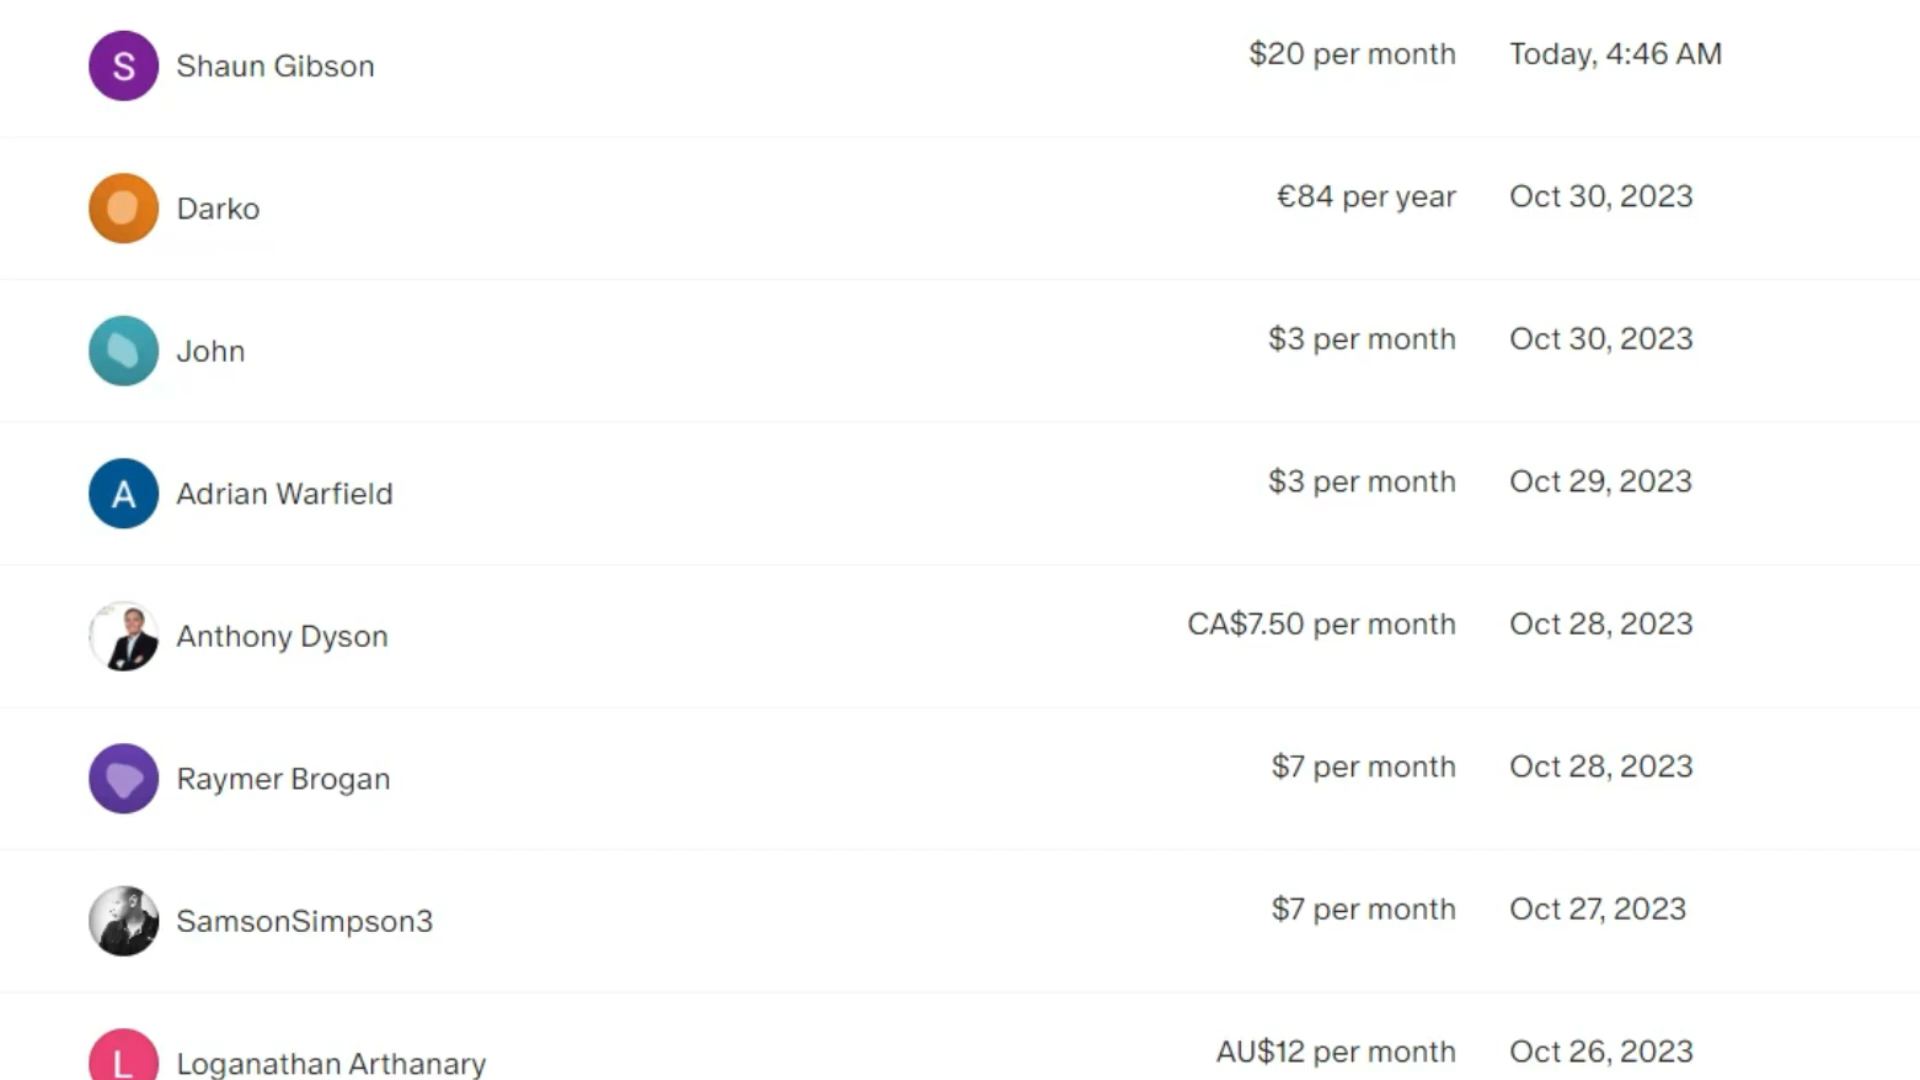 S Shaun Gibson $20 per month Today, 4:46 AM
Darko €84 per year Oct 30, 2023
John $3 per month Oct 30, 2023
A Adrian Warfield $3 per month Oct 29, 2023
Anthony Dyson CA$7.50 per month Oct 28, 2023
Raymer Brogan $7 per month Oct 28, 2023
SamsonSimpson3 $7 per month Oct 27, 2023
L Loganathan Arthanary AU$12 per month Oct 26, 2023